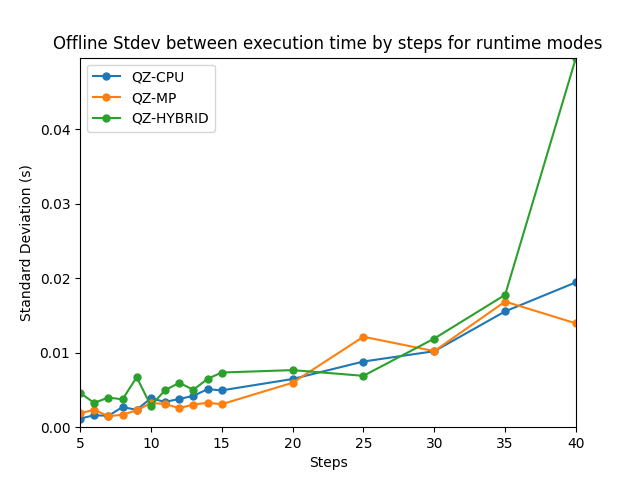 Offline Stdev between execution time by steps for runtime modes
QZ-CPU
QZ-MP
QZ-HYBRID
Standard Deviation (s)
0.04
0.03
0.02
0.01
0.00
5 10 15 20 25 30 35 40
Steps